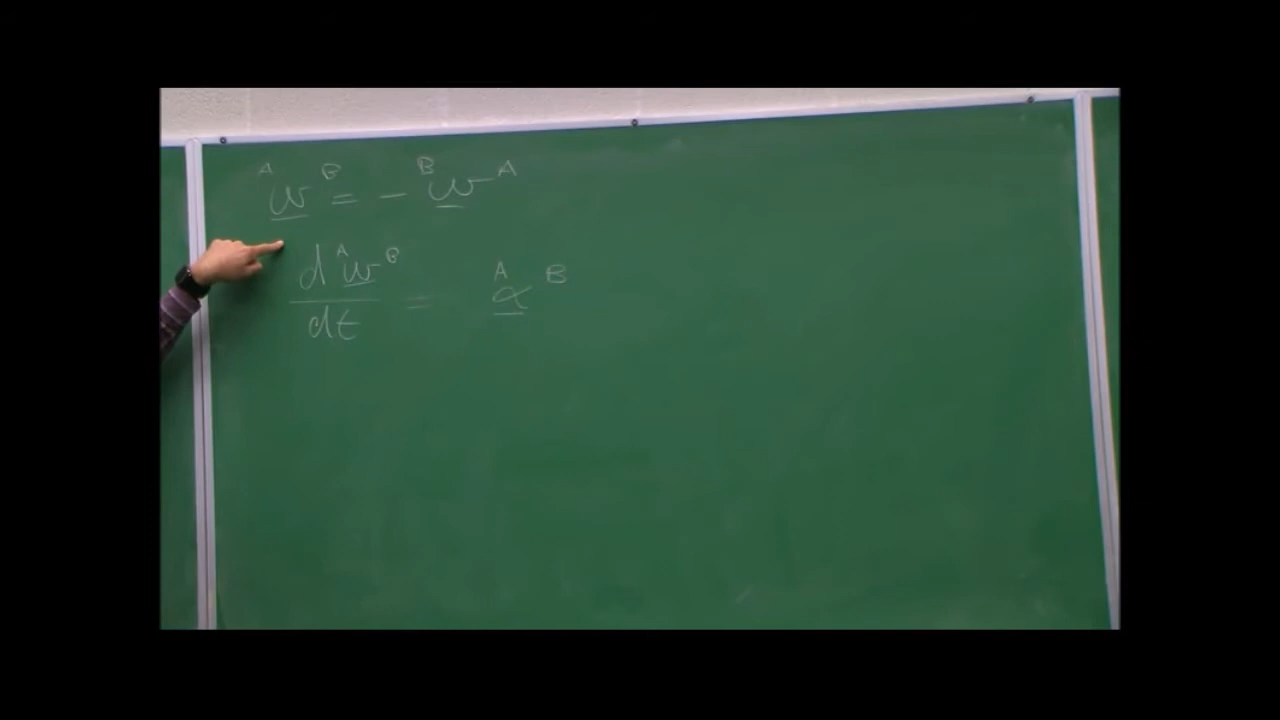 ᴬω̲ᴮ = - ᴮω̲ᴬ
d ᴬω̲ᴮ / dt = ᴬα̲ᴮ